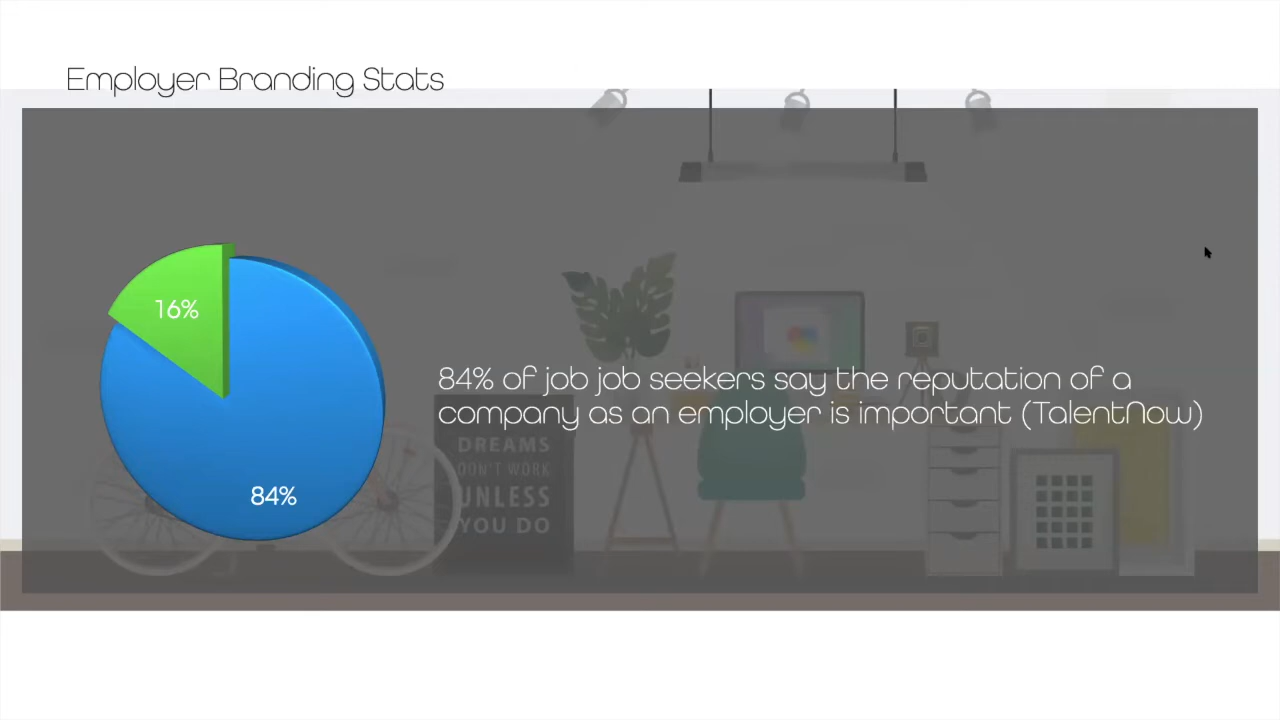 Employer Branding Stats
16%
84% of job job seekers say the reputation of a
company as an employer is important (TalentNow)
DREAMS
DON'T WORK
UNLESS
YOU DO
84%